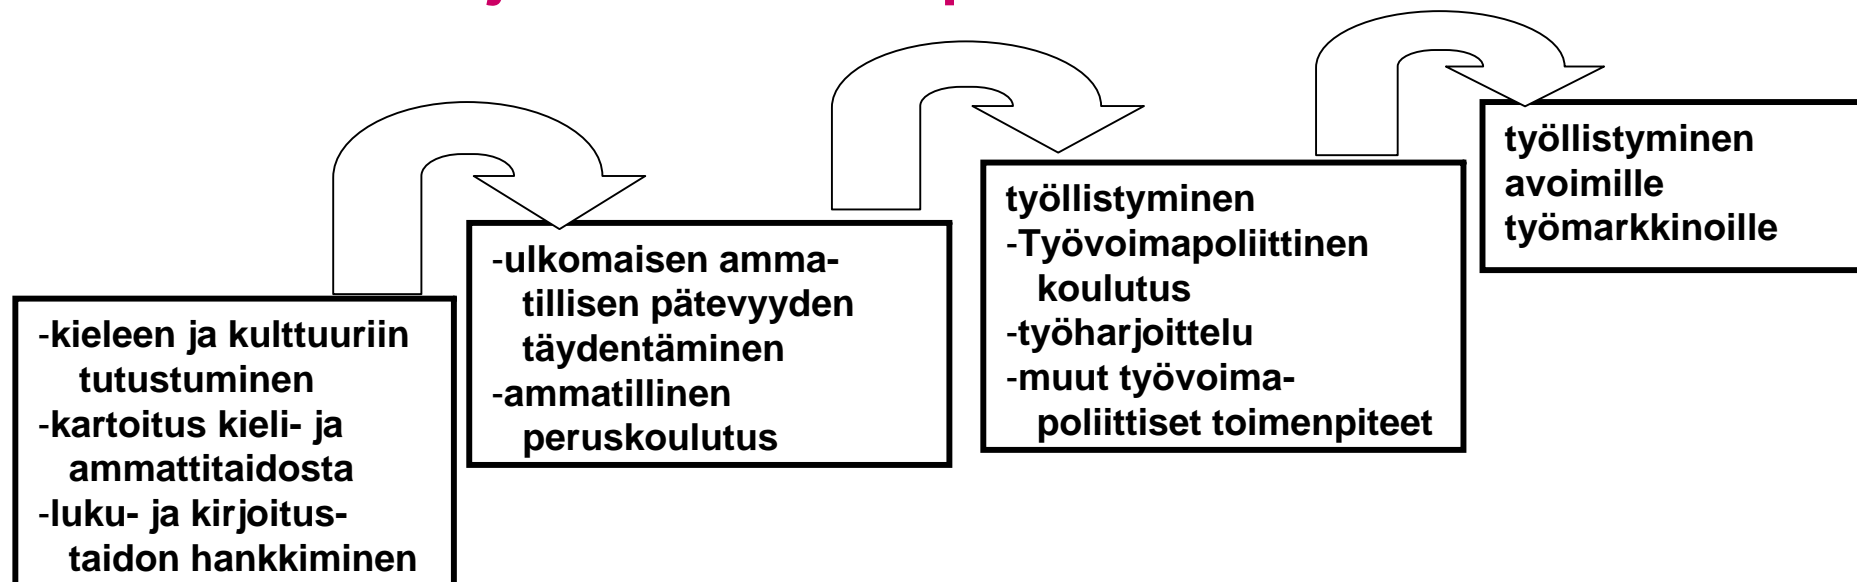 -kieleen ja kulttuuriin
tutustuminen
-kartoitus kieli- ja
ammattitaidosta
-luku- ja kirjoitus-
taidon hankkiminen
-ulkomaisen amma-
tillisen pätevyyden
täydentäminen
-ammatillinen
peruskoulutus
työllistyminen
-Työvoimapoliittinen
koulutus
-työharjoittelu
-muut työvoima-
poliittiset toimenpiteet
työllistyminen
avoimille
työmarkkinoille